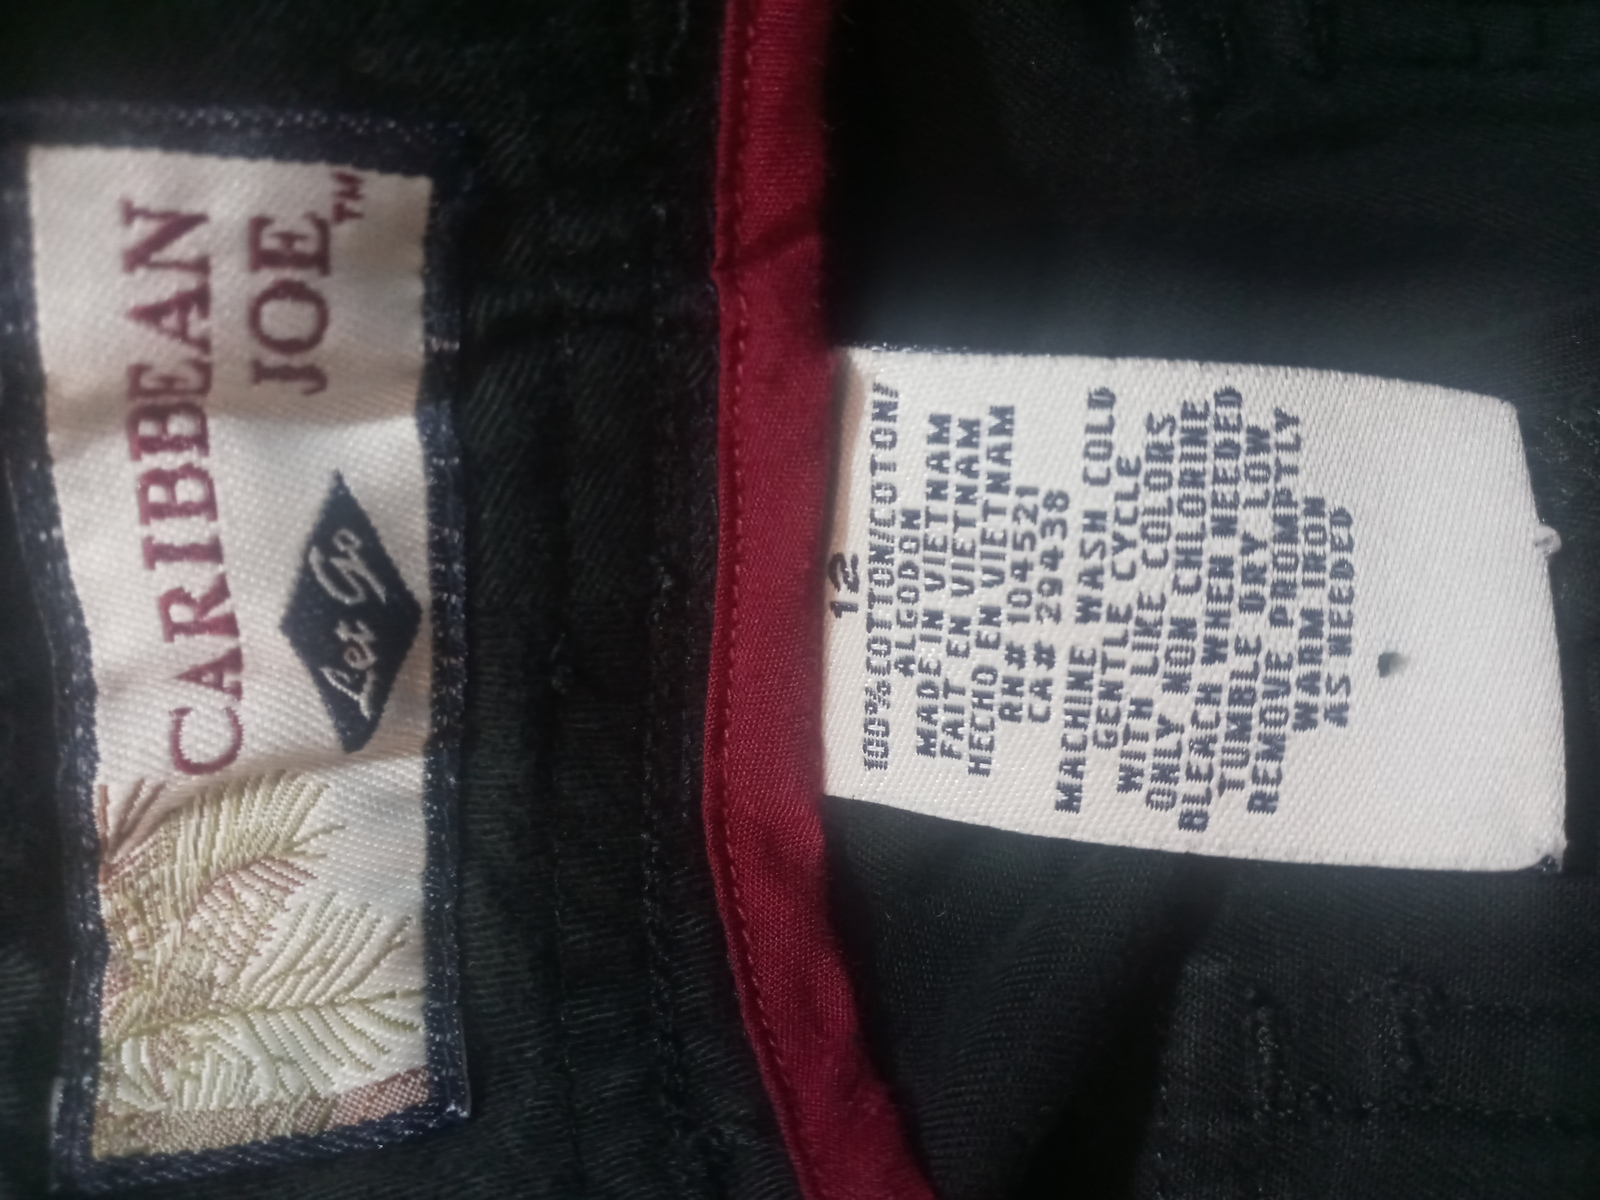 CARIBBEAN
JOE™
Let Go
12
100%COTTON/COTON/
ALGODON
MADE IN VIETNAM
FAIT EN VIETNAM
HECHO EN VIETNAM
RN# 104521
CA# 29438
MACHINE WASH COLD
GENTLE CYCLE
WITH LIKE COLORS
ONLY NON CHLORINE
BLEACH WHEN NEEDED
TUMBLE DRY LOW
REMOVE PROMPTLY
WARM IRON
AS NEEDED